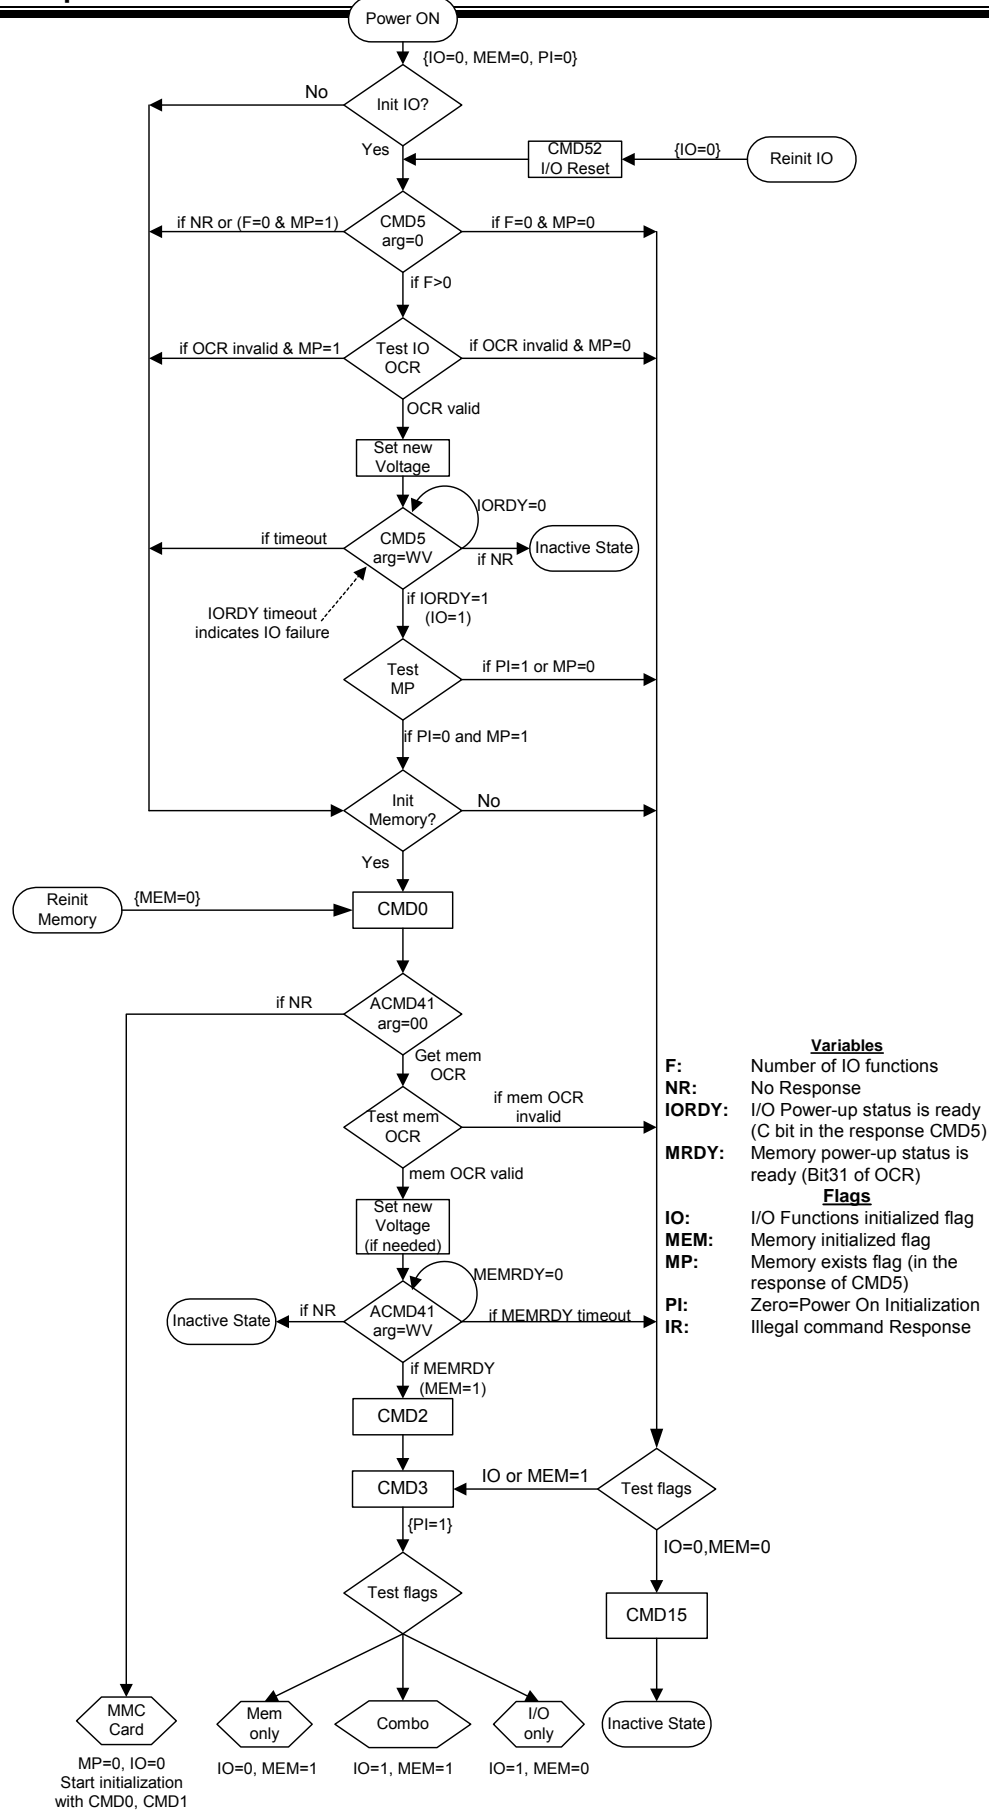 Power ON
{IO=0, MEM=0, PI=0}
No
Init IO?
Yes
CMD52
I/O Reset
{IO=0}
Reinit IO
if NR or (F=0 & MP=1)
CMD5
arg=0
if F=0 & MP=0
if F>0
if OCR invalid & MP=1
Test IO
OCR
if OCR invalid & MP=0
OCR valid
Set new
Voltage
IORDY=0
if timeout
CMD5
arg=WV
if NR
Inactive State
IORDY timeout
indicates IO failure
if IORDY=1
(IO=1)
Test
MP
if PI=1 or MP=0
if PI=0 and MP=1
Init
Memory?
No
Yes
Reinit
Memory
{MEM=0}
CMD0
if NR
ACMD41
arg=00
Get mem
OCR
Test mem
OCR
if mem OCR
invalid
mem OCR valid
Set new
Voltage
(if needed)
MEMRDY=0
Inactive State
if NR
ACMD41
arg=WV
if MEMRDY timeout
if MEMRDY
(MEM=1)
CMD2
CMD3
IO or MEM=1
Test flags
{PI=1}
IO=0,MEM=0
Test flags
CMD15
MMC
Card
Mem
only
Combo
I/O
only
Inactive State
MP=0, IO=0
Start initialization
with CMD0, CMD1
IO=0, MEM=1
IO=1, MEM=1
IO=1, MEM=0
Variables
F: Number of IO functions
NR: No Response
IORDY: I/O Power-up status is ready
(C bit in the response CMD5)
MRDY: Memory power-up status is
ready (Bit31 of OCR)
Flags
IO: I/O Functions initialized flag
MEM: Memory initialized flag
MP: Memory exists flag (in the
response of CMD5)
PI: Zero=Power On Initialization
IR: Illegal command Response